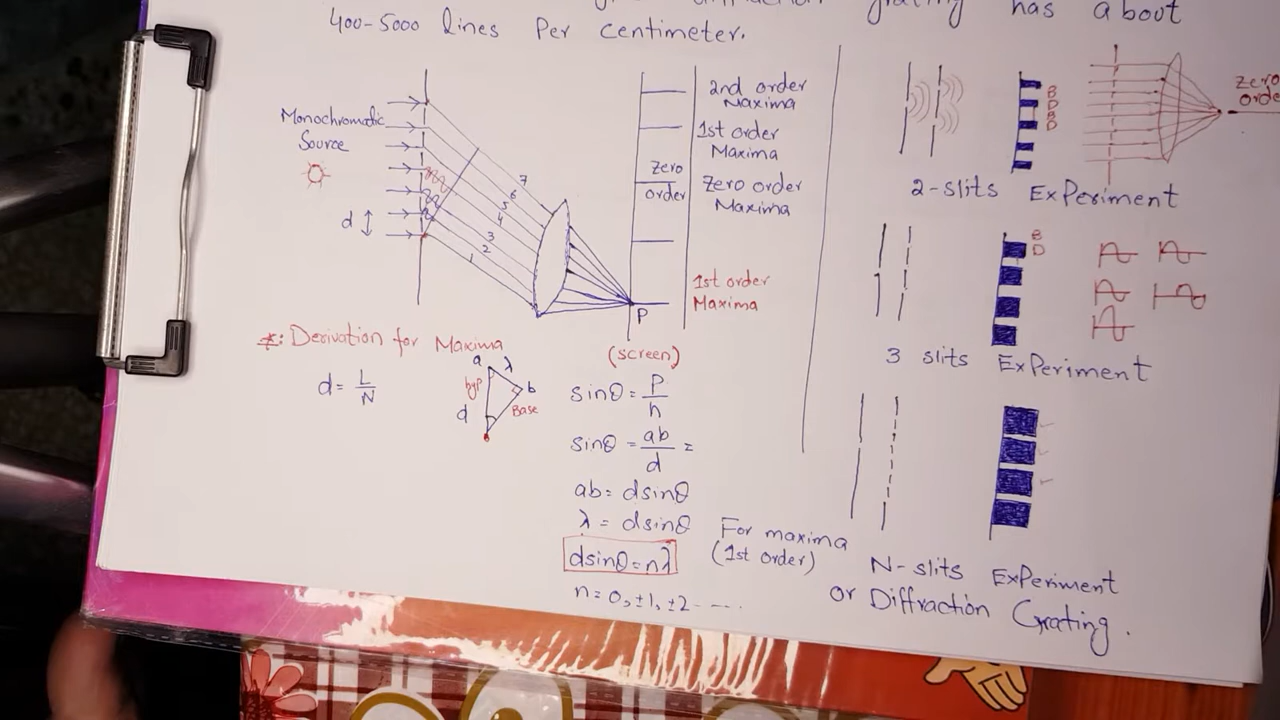 grating has about
400-5000 lines Per Centimeter.
Monochromatic
Source
d
1
2
3
4
5
6
7
P
(screen)
zero
order
2nd order
Maxima
1st order
Maxima
Zero order
Maxima
1st order
Maxima
*: Derivation for Maxima
d = L/N
a
λ
b
hyp
d
Base
sinθ = P/h
sinθ = ab/d =
ab = dsinθ
λ = dsinθ For maxima
(1st order)
dsinθ = nλ
n = 0, ±1, ±2 ----
B
D
B
D
zero
orde
2-slits ExPeriment
B
D
3 slits ExPeriment
N-slits ExPeriment
or Diffraction Grating.